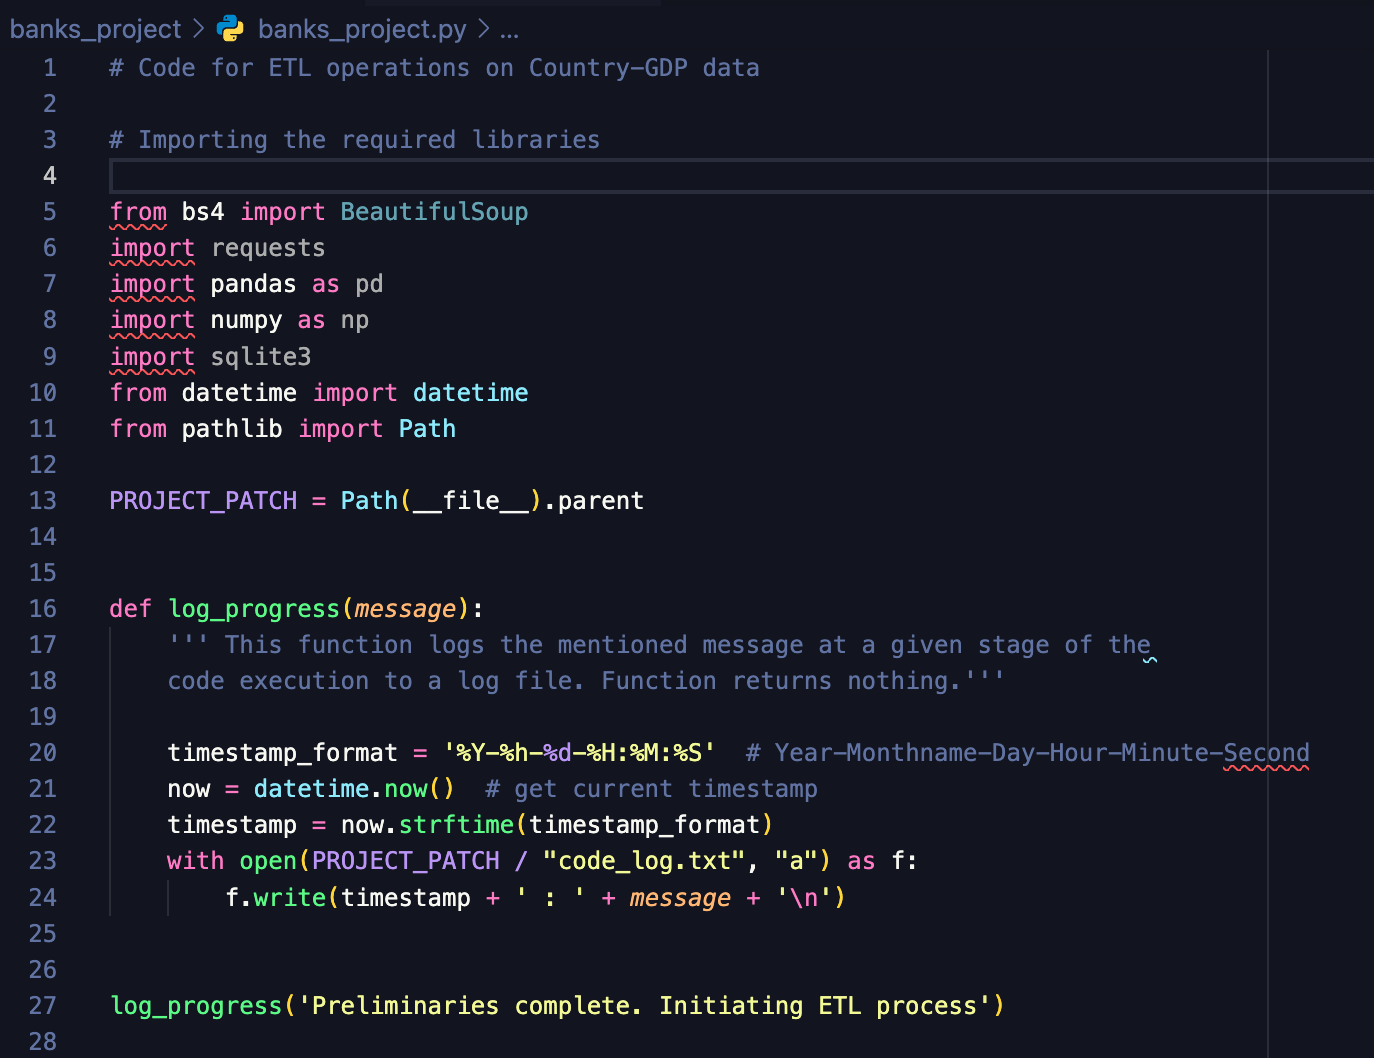 banks_project > banks_project.py > ...
1 # Code for ETL operations on Country-GDP data
2
3 # Importing the required libraries
4
5 from bs4 import BeautifulSoup
6 import requests
7 import pandas as pd
8 import numpy as np
9 import sqlite3
10 from datetime import datetime
11 from pathlib import Path
12
13 PROJECT_PATCH = Path(__file__).parent
14
15
16 def log_progress(message):
17     ''' This function logs the mentioned message at a given stage of the
18     code execution to a log file. Function returns nothing.'''
19
20     timestamp_format = '%Y-%h-%d-%H:%M:%S'  # Year-Monthname-Day-Hour-Minute-Second
21     now = datetime.now()  # get current timestamp
22     timestamp = now.strftime(timestamp_format)
23     with open(PROJECT_PATCH / "code_log.txt", "a") as f:
24         f.write(timestamp + ' : ' + message + '\n')
25
26
27 log_progress('Preliminaries complete. Initiating ETL process')
28